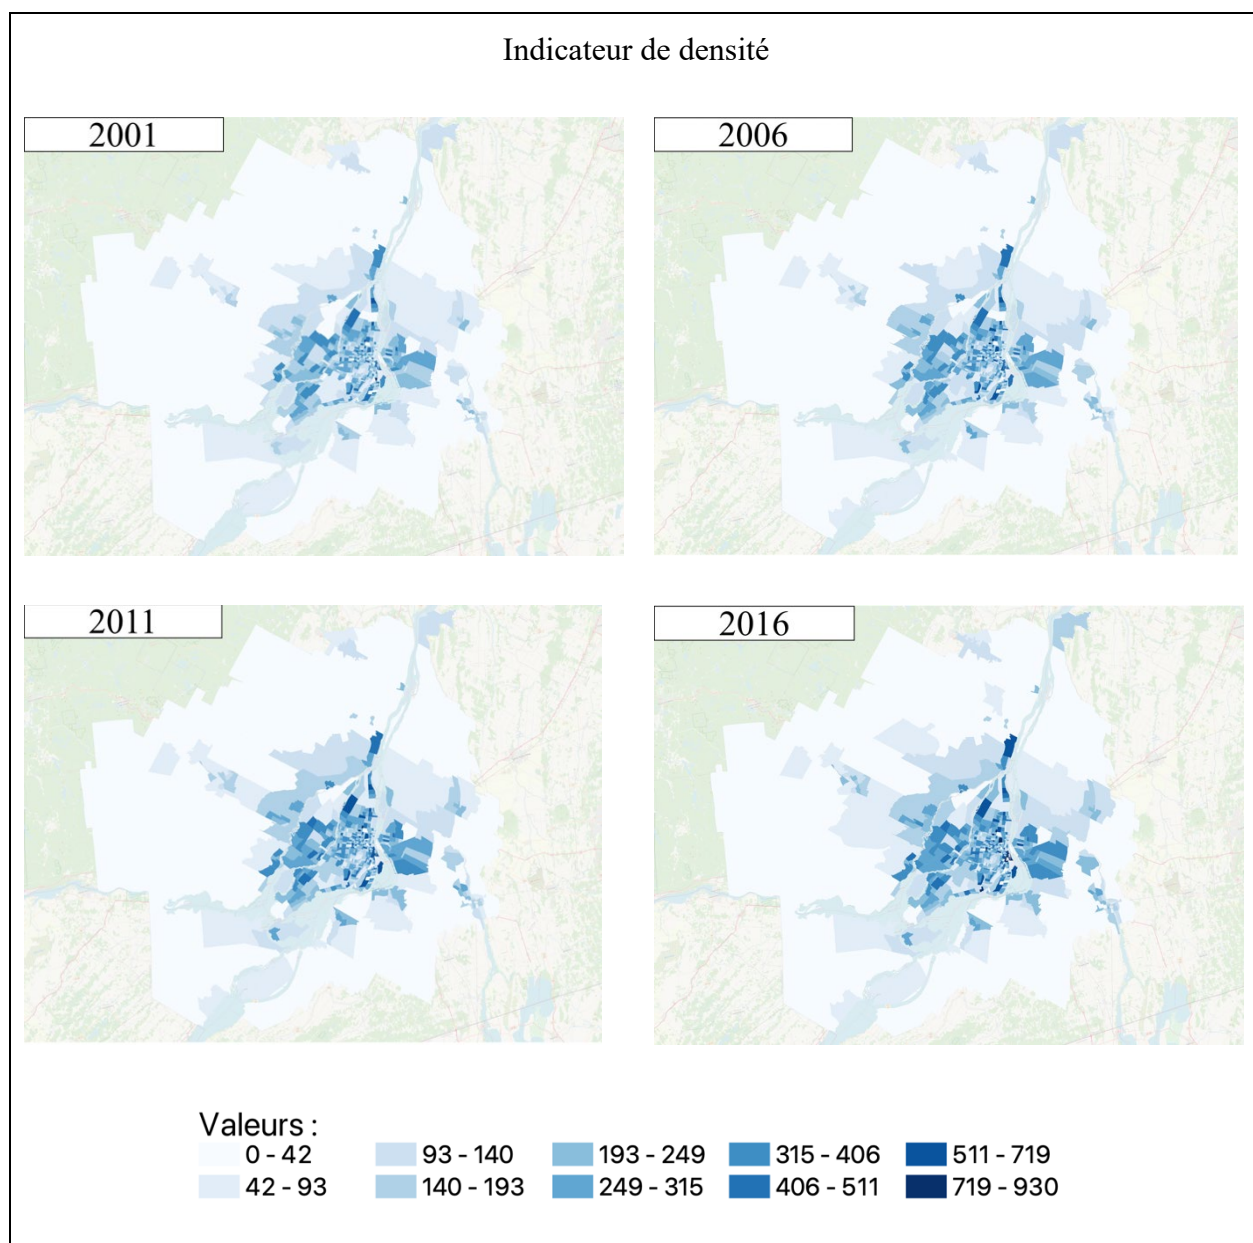 Indicateur de densité
2001
2006
2011
2016
Valeurs :
0 - 42
93 - 140
193 - 249
315 - 406
511 - 719
42 - 93
140 - 193
249 - 315
406 - 511
719 - 930